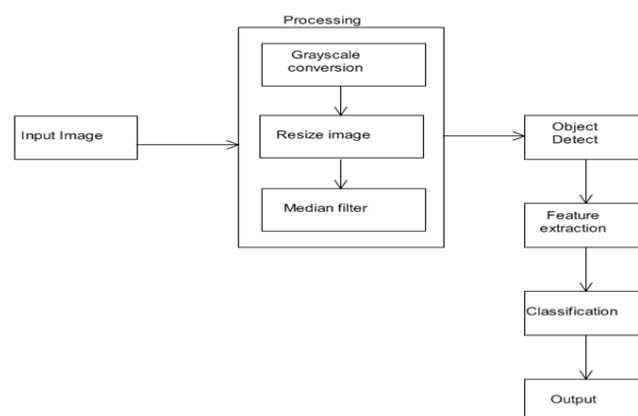 Processing
Grayscale
conversion
Input Image
Resize image
Median filter
Object
Detect
Feature
extraction
Classification
Output